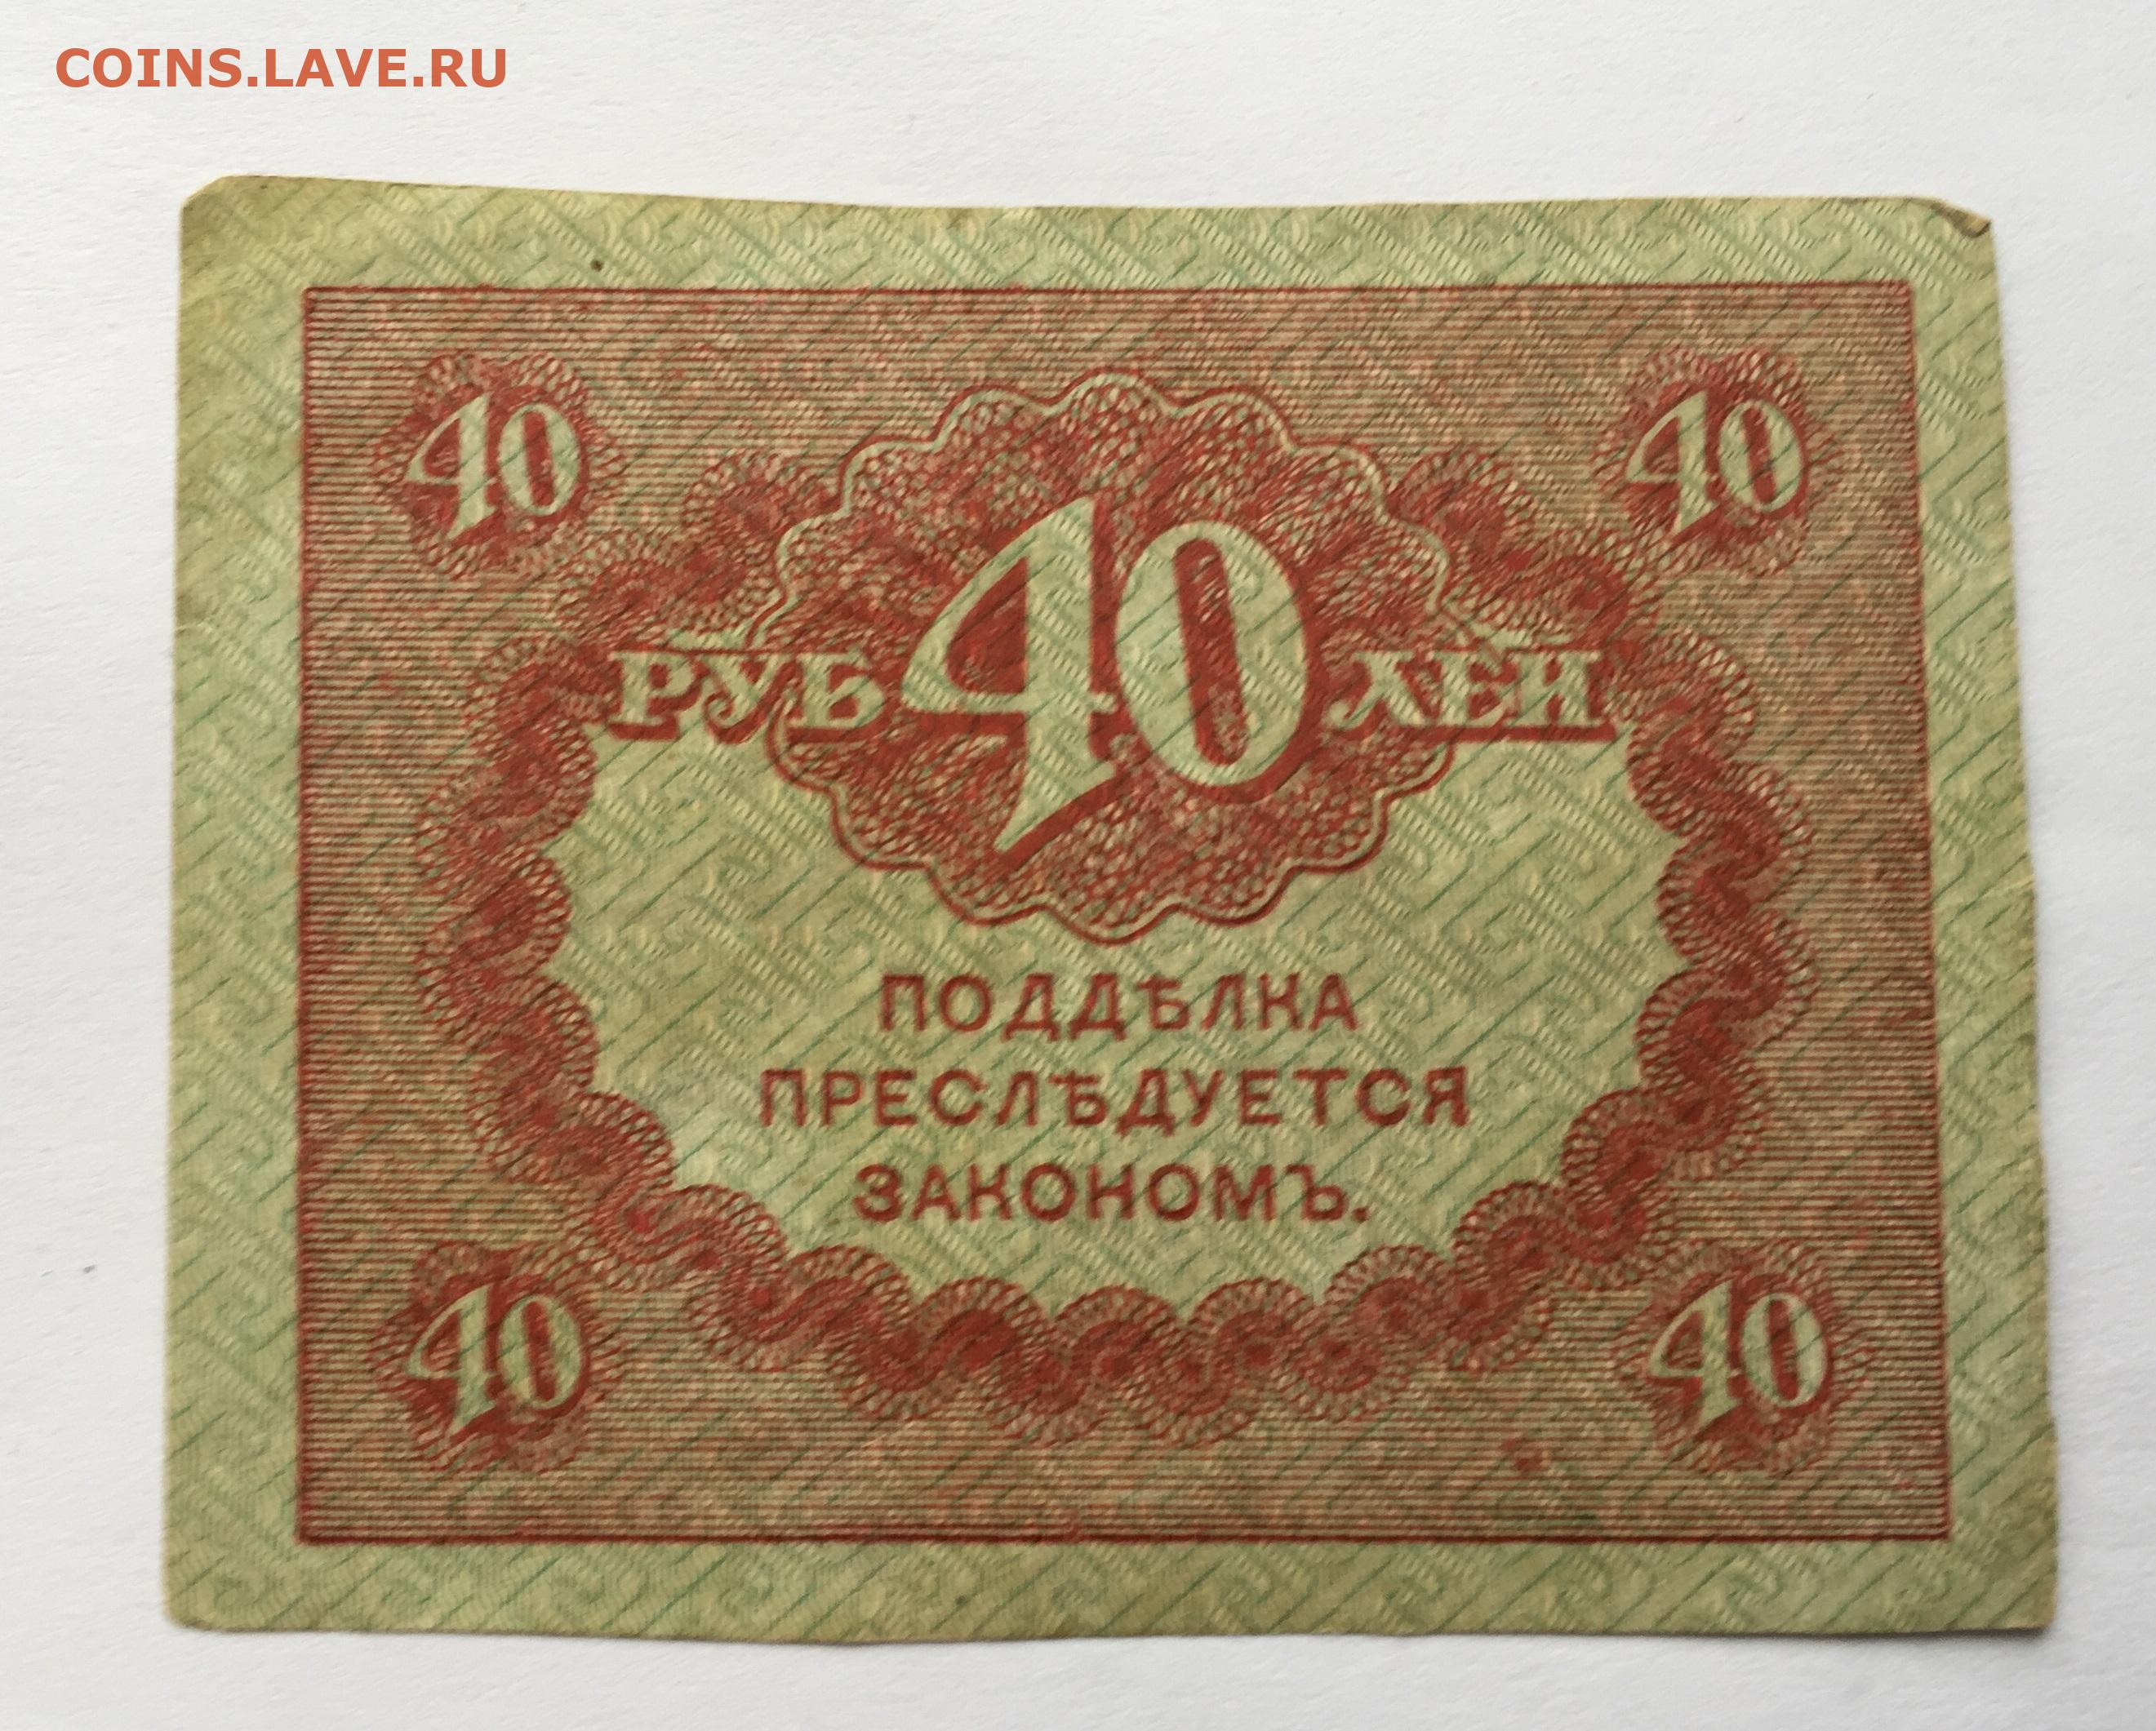 COINS.LAVE.RU
40 40
РУБ 40 ЛЕЙ
ПОДДѢЛКА
ПРЕСЛѢДУЕТСЯ
ЗАКОНОМЪ.
40 40